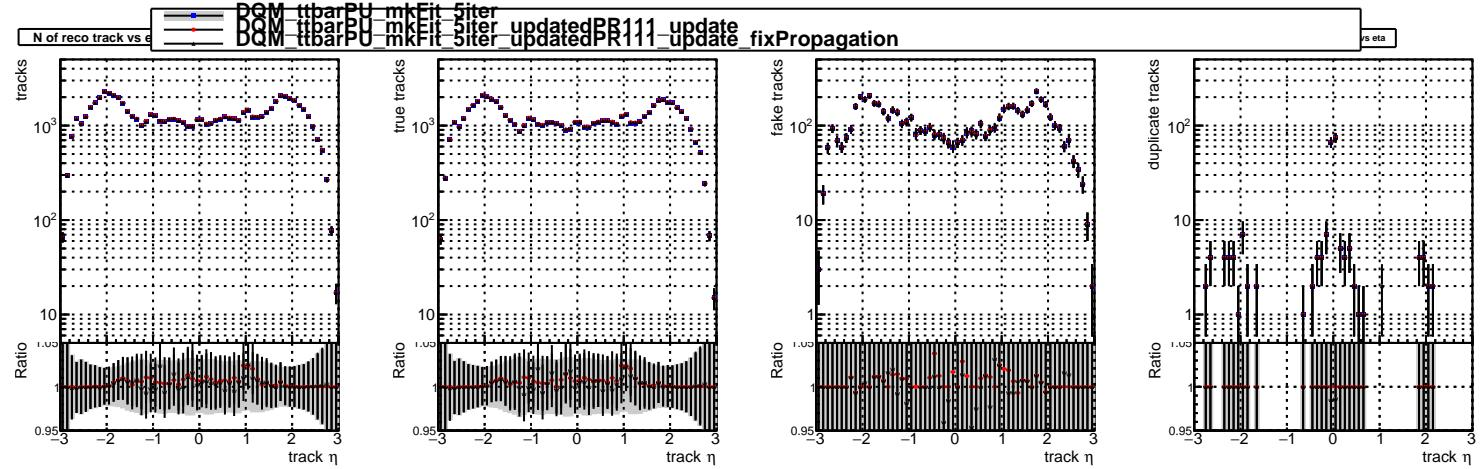 DQM_ttbarPU_mkFit_5iter
DQM_ttbarPU_mkFit_5iter_updatedPR111_update
DQM_ttbarPU_mkFit_5iter_updatedPR111_update_fixPropagation
N of reco track vs e
vs eta
tracks
10³
10²
10
Ratio
1.05
1
0.95
−3 −2 −1 0 1 2 3
track η
true tracks
10³
10²
10
Ratio
1.05
1
0.95
−3 −2 −1 0 1 2 3
track η
fake tracks
10²
10
1
Ratio
1.05
1
0.95
−3 −2 −1 0 1 2 3
track η
duplicate tracks
10²
10
1
Ratio
1.05
1
0.95
−3 −2 −1 0 1 2 3
track η